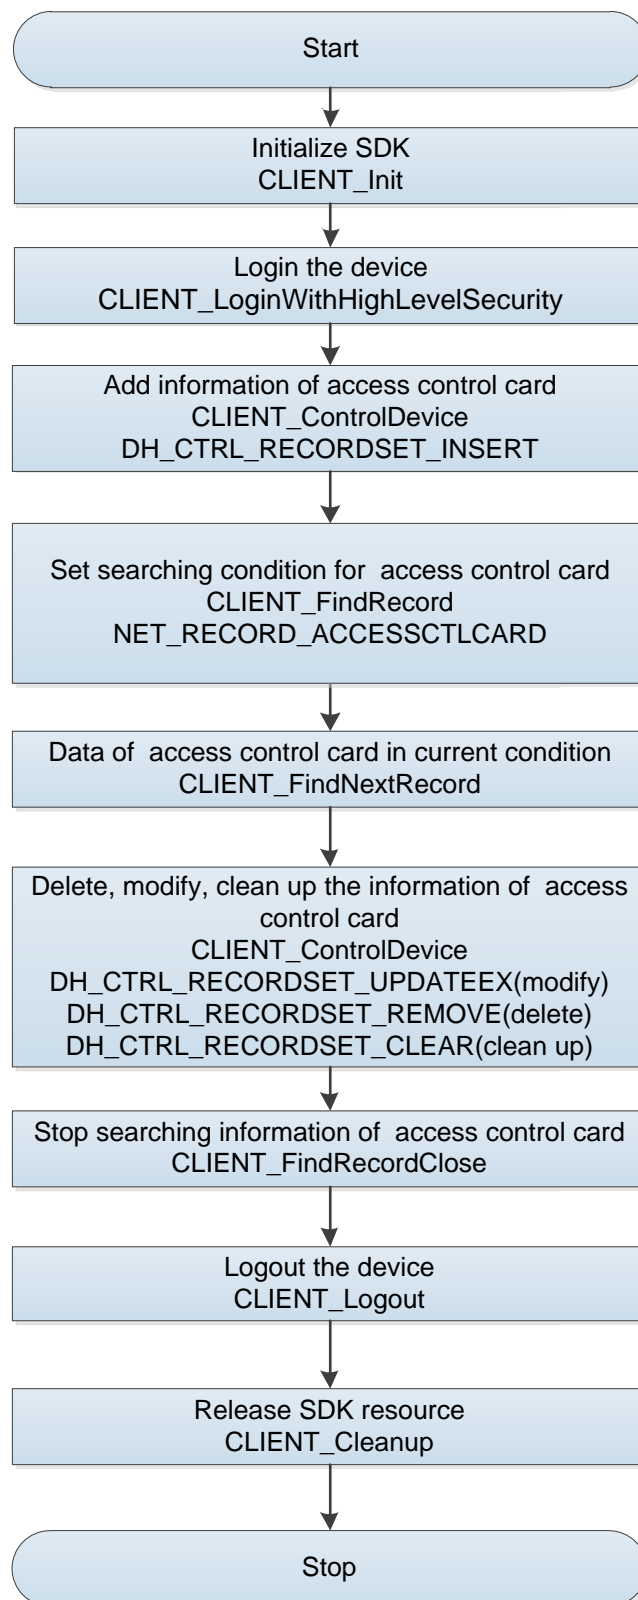 Start
Initialize SDK
CLIENT_Init
Login the device
CLIENT_LoginWithHighLevelSecurity
Add information of access control card
CLIENT_ControlDevice
DH_CTRL_RECORDSET_INSERT
Set searching condition for  access control card
CLIENT_FindRecord
NET_RECORD_ACCESSCTLCARD
Data of  access control card in current condition
CLIENT_FindNextRecord
Delete, modify, clean up the information of  access
control card
CLIENT_ControlDevice
DH_CTRL_RECORDSET_UPDATEEX(modify)
DH_CTRL_RECORDSET_REMOVE(delete)
DH_CTRL_RECORDSET_CLEAR(clean up)
Stop searching information of  access control card
CLIENT_FindRecordClose
Logout the device
CLIENT_Logout
Release SDK resource
CLIENT_Cleanup
Stop